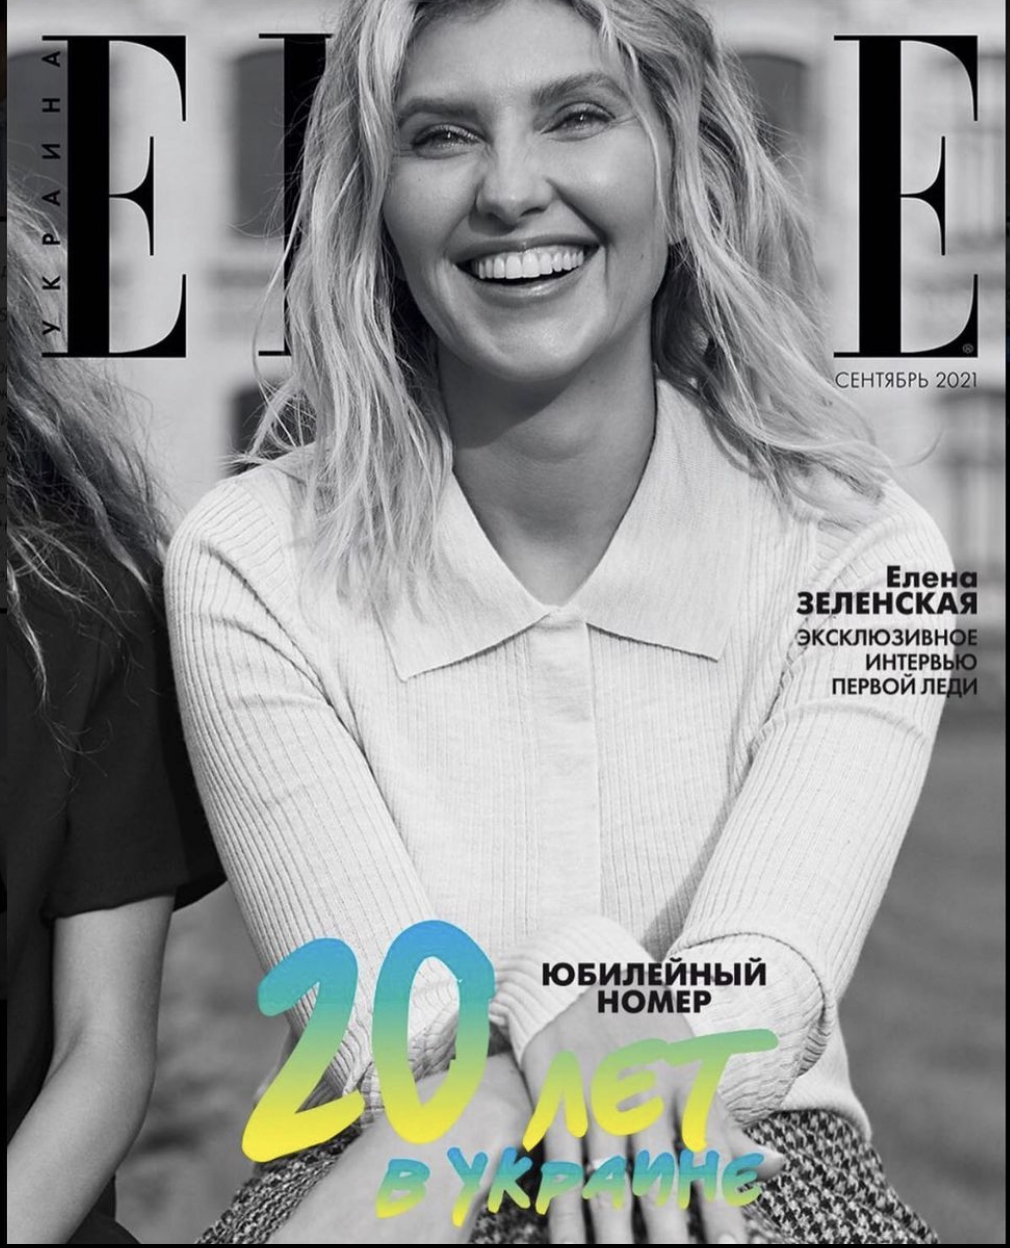 ELLE
УКРАИНА
СЕНТЯБРЬ 2021
Елена
ЗЕЛЕНСКАЯ
ЭКСКЛЮЗИВНОЕ
ИНТЕРВЬЮ
ПЕРВОЙ ЛЕДИ
ЮБИЛЕЙНЫЙ
НОМЕР
20 ЛЕТ
В УКРАИНЕ